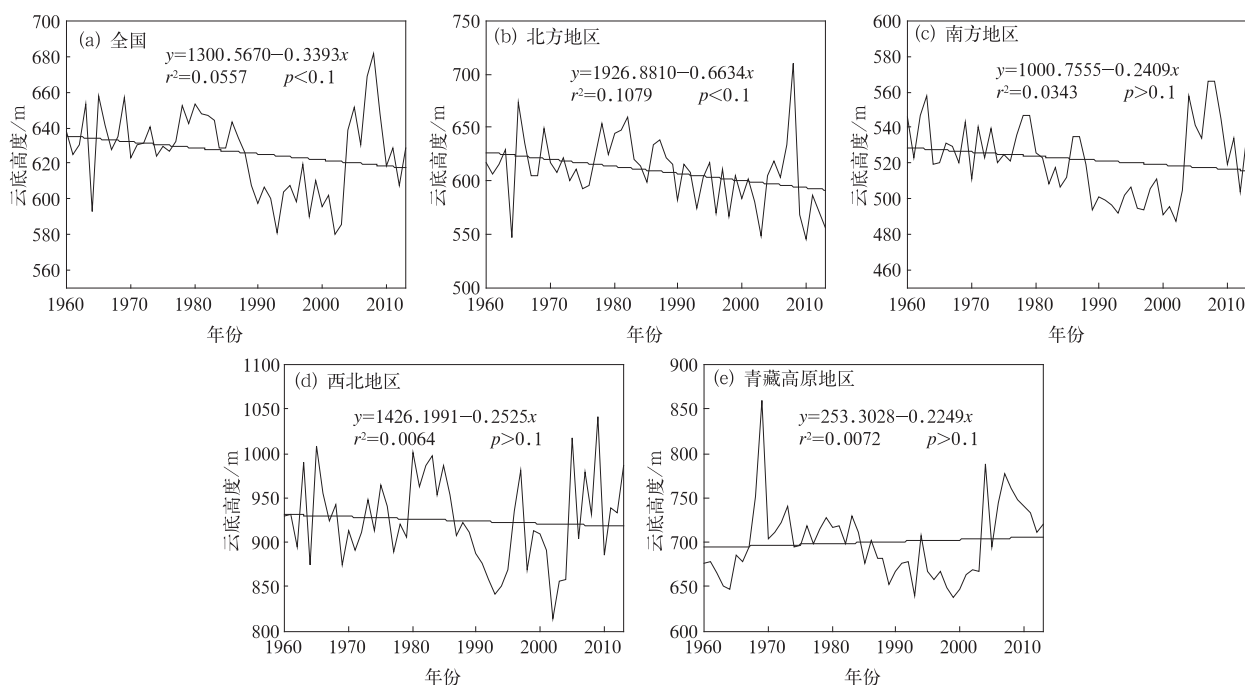 (a) 全国
y=1300.5670−0.3393x
r²=0.0557 p<0.1
云底高度/m
700
680
660
640
620
600
580
560
1960 1970 1980 1990 2000 2010
年份
(b) 北方地区
y=1926.8810−0.6634x
r²=0.1079 p<0.1
云底高度/m
750
700
650
600
550
500
1960 1970 1980 1990 2000 2010
年份
(c) 南方地区
y=1000.7555−0.2409x
r²=0.0343 p>0.1
云底高度/m
600
580
560
540
520
500
480
460
1960 1970 1980 1990 2000 2010
年份
(d) 西北地区
y=1426.1991−0.2525x
r²=0.0064 p>0.1
云底高度/m
1100
1050
1000
950
900
850
800
1960 1970 1980 1990 2000 2010
年份
(e) 青藏高原地区
y=253.3028−0.2249x
r²=0.0072 p>0.1
云底高度/m
900
850
800
750
700
650
600
1960 1970 1980 1990 2000 2010
年份